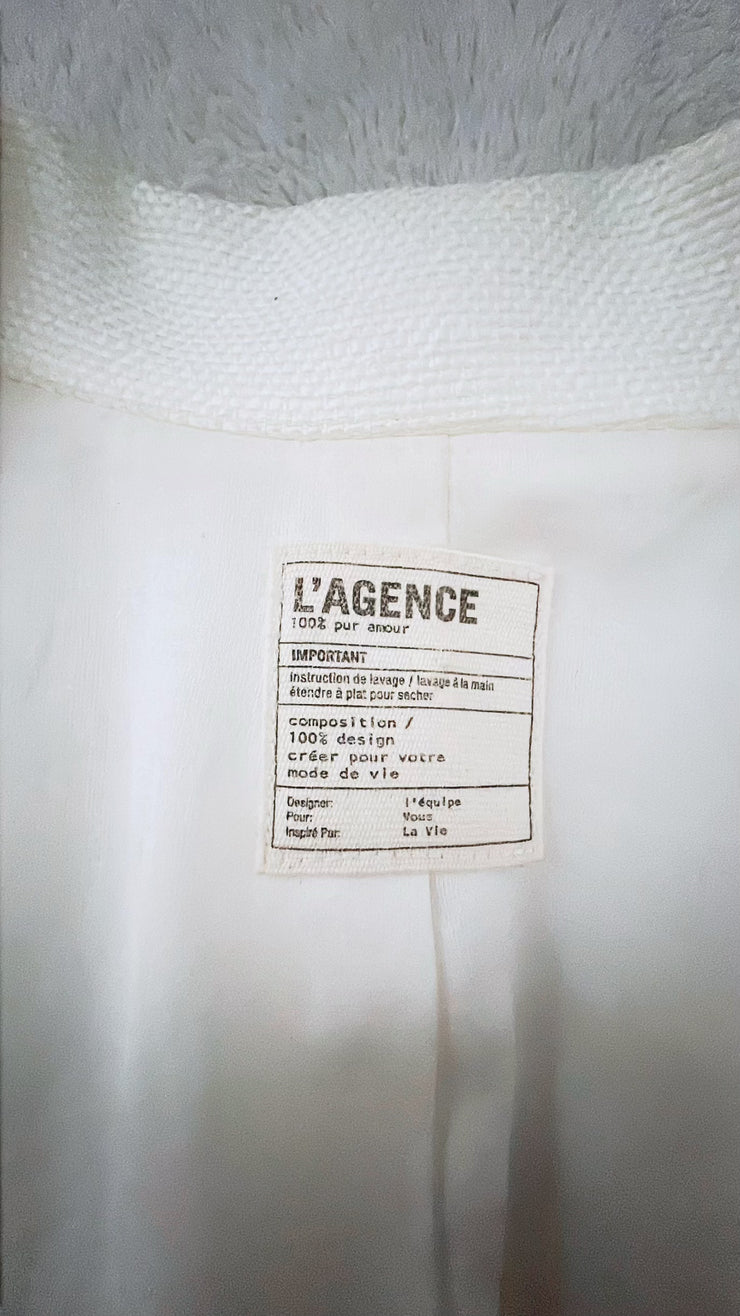 L'AGENCE
100% pur amour
IMPORTANT
instruction de lavage / lavage à la main
étendre à plat pour secher
composition /
100% design
créer pour votre
mode de vie
Designer: l'équipe
Pour: Vous
Inspiré Par: La Vie